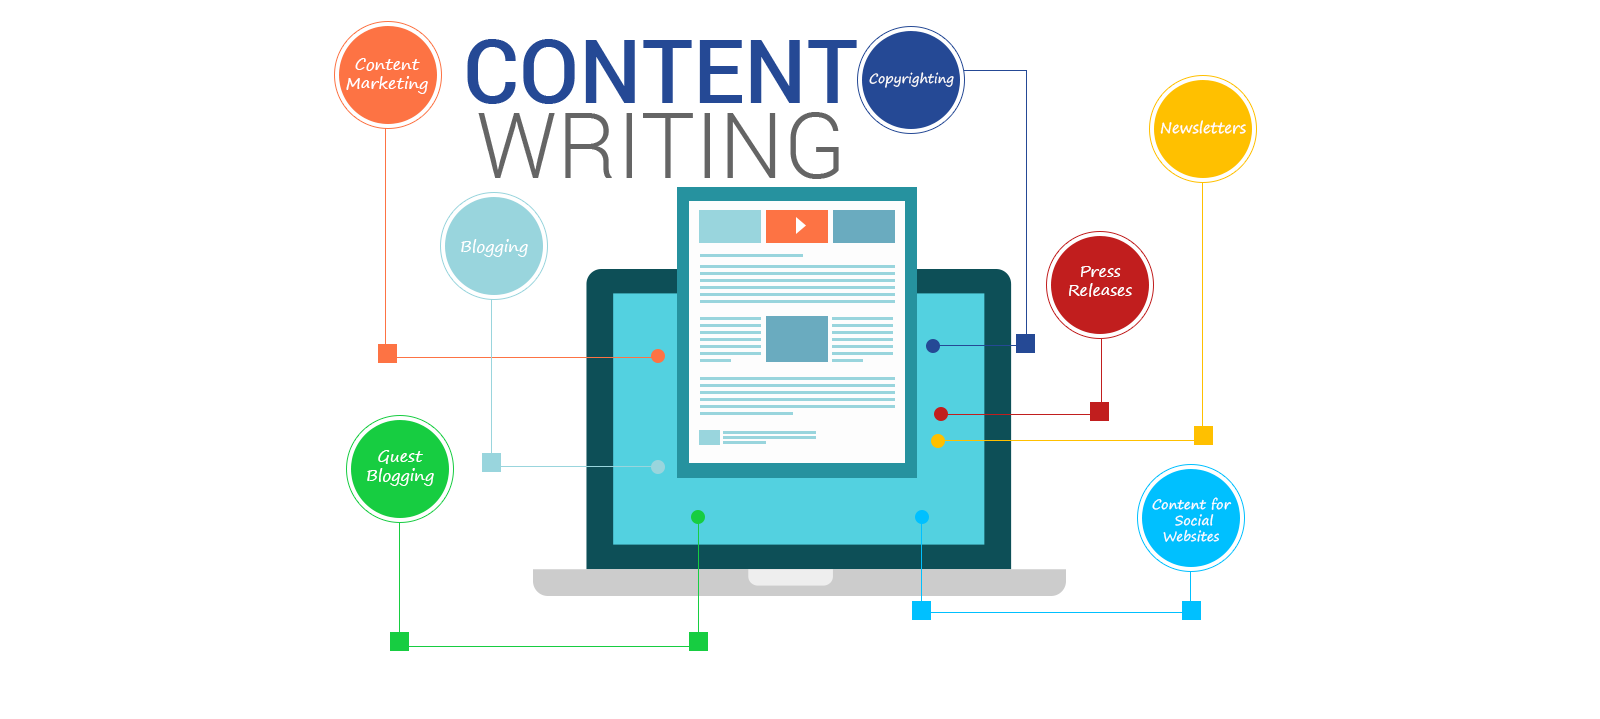 CONTENT
WRITING
Content
Marketing
Copyrighting
Newsletters
Blogging
Press
Releases
Guest
Blogging
Content for
Social
Websites